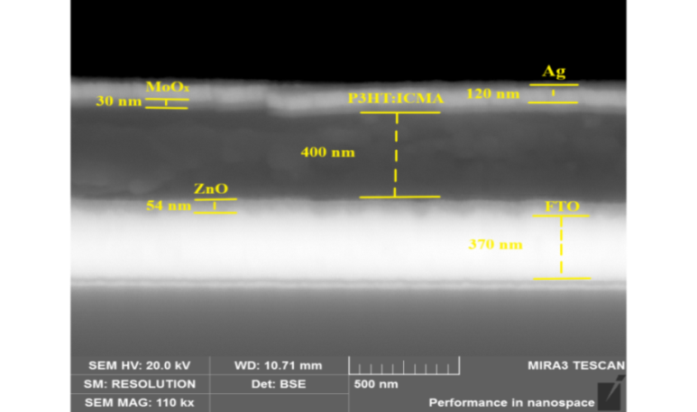 Ag
MoOₓ
30 nm
P3HT:ICMA
120 nm
400 nm
ZnO
54 nm
FTO
370 nm
SEM HV: 20.0 kV
WD: 10.71 mm
MIRA3 TESCAN
SM: RESOLUTION
Det: BSE
500 nm
SEM MAG: 110 kx
Performance in nanospace